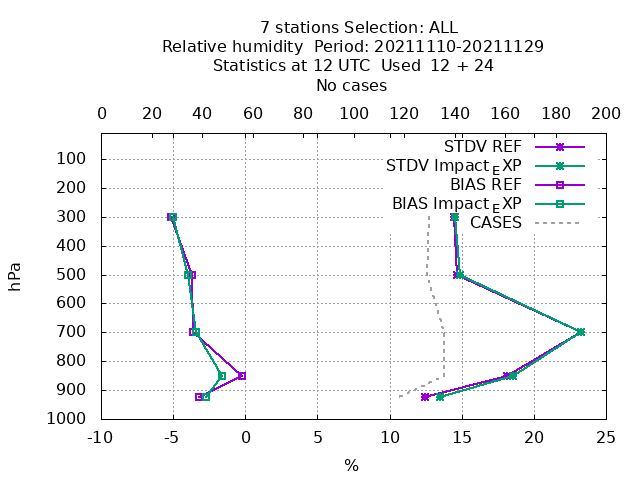 7 stations Selection: ALL
Relative humidity  Period: 20211110-20211129
Statistics at 12 UTC  Used  12 + 24
No cases
0 20 40 60 80 100 120 140 160 180 200
STDV REF
STDV Impact_EXP
BIAS REF
BIAS Impact_EXP
CASES
hPa
100
200
300
400
500
600
700
800
900
1000
-10 -5 0 5 10 15 20 25
%